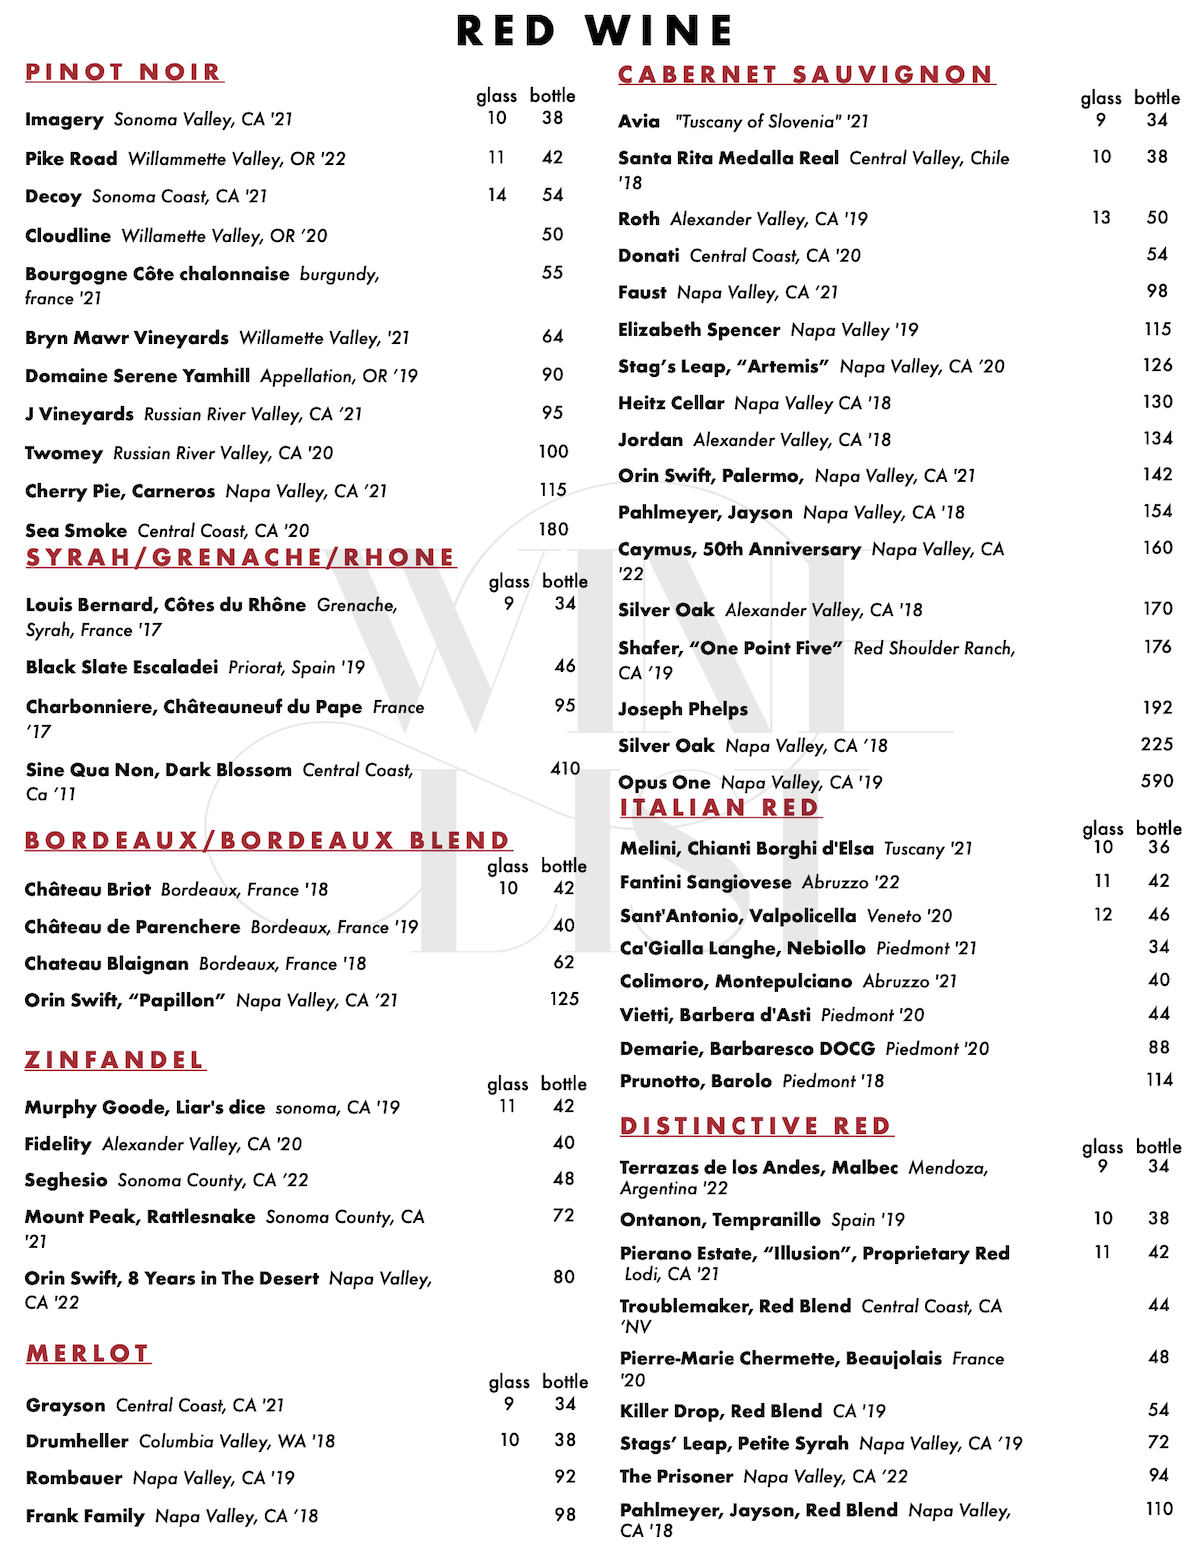 RED WINE
PINOT NOIR
glass bottle
Imagery Sonoma Valley, CA '21 10 38
Pike Road Willammette Valley, OR '22 11 42
Decoy Sonoma Coast, CA '21 14 54
Cloudline Willamette Valley, OR ’20 50
Bourgogne Côte chalonnaise burgundy, 55
france '21
Bryn Mawr Vineyards Willamette Valley, '21 64
Domaine Serene Yamhill Appellation, OR ’19 90
J Vineyards Russian River Valley, CA ’21 95
Twomey Russian River Valley, CA '20 100
Cherry Pie, Carneros Napa Valley, CA ’21 115
Sea Smoke Central Coast, CA '20 180
SYRAH/GRENACHE/RHONE
glass bottle
Louis Bernard, Côtes du Rhône Grenache, 9 34
Syrah, France '17
Black Slate Escaladei Priorat, Spain '19 46
Charbonniere, Châteauneuf du Pape France 95
’17
Sine Qua Non, Dark Blossom Central Coast, 410
Ca ’11
BORDEAUX/BORDEAUX BLEND
glass bottle
Château Briot Bordeaux, France '18 10 42
Château de Parenchere Bordeaux, France '19 40
Chateau Blaignan Bordeaux, France '18 62
Orin Swift, “Papillon” Napa Valley, CA ’21 125
ZINFANDEL
glass bottle
Murphy Goode, Liar's dice sonoma, CA '19 11 42
Fidelity Alexander Valley, CA '20 40
Seghesio Sonoma County, CA ’22 48
Mount Peak, Rattlesnake Sonoma County, CA 72
'21
Orin Swift, 8 Years in The Desert Napa Valley, 80
CA '22
MERLOT
glass bottle
Grayson Central Coast, CA '21 9 34
Drumheller Columbia Valley, WA '18 10 38
Rombauer Napa Valley, CA '19 92
Frank Family Napa Valley, CA ’18 98
CABERNET SAUVIGNON
glass bottle
Avia "Tuscany of Slovenia" '21 9 34
Santa Rita Medalla Real Central Valley, Chile 10 38
'18
Roth Alexander Valley, CA '19 13 50
Donati Central Coast, CA '20 54
Faust Napa Valley, CA ’21 98
Elizabeth Spencer Napa Valley '19 115
Stag’s Leap, “Artemis” Napa Valley, CA ’20 126
Heitz Cellar Napa Valley CA '18 130
Jordan Alexander Valley, CA '18 134
Orin Swift, Palermo, Napa Valley, CA '21 142
Pahlmeyer, Jayson Napa Valley, CA '18 154
Caymus, 50th Anniversary Napa Valley, CA 160
'22
Silver Oak Alexander Valley, CA '18 170
Shafer, “One Point Five” Red Shoulder Ranch, 176
CA ’19
Joseph Phelps 192
Silver Oak Napa Valley, CA ’18 225
Opus One Napa Valley, CA '19 590
ITALIAN RED
glass bottle
Melini, Chianti Borghi d'Elsa Tuscany '21 10 36
Fantini Sangiovese Abruzzo '22 11 42
Sant'Antonio, Valpolicella Veneto '20 12 46
Ca'Gialla Langhe, Nebiollo Piedmont '21 34
Colimoro, Montepulciano Abruzzo '21 40
Vietti, Barbera d'Asti Piedmont '20 44
Demarie, Barbaresco DOCG Piedmont '20 88
Prunotto, Barolo Piedmont '18 114
DISTINCTIVE RED
glass bottle
Terrazas de los Andes, Malbec Mendoza, 9 34
Argentina '22
Ontanon, Tempranillo Spain '19 10 38
Pierano Estate, “Illusion”, Proprietary Red 11 42
Lodi, CA '21
Troublemaker, Red Blend Central Coast, CA 44
’NV
Pierre-Marie Chermette, Beaujolais France 48
'20
Killer Drop, Red Blend CA '19 54
Stags’ Leap, Petite Syrah Napa Valley, CA ’19 72
The Prisoner Napa Valley, CA ’22 94
Pahlmeyer, Jayson, Red Blend Napa Valley, 110
CA '18
WINE
LIST